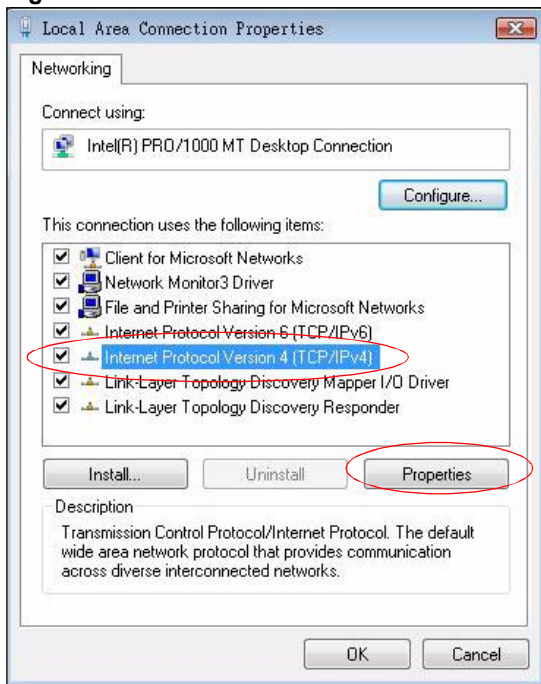 Local Area Connection Properties
Networking
Connect using:
Intel(R) PRO/1000 MT Desktop Connection
Configure...
This connection uses the following items:
Client for Microsoft Networks
Network Monitor3 Driver
File and Printer Sharing for Microsoft Networks
Internet Protocol Version 6 (TCP/IPv6)
Internet Protocol Version 4 (TCP/IPv4)
Link-Layer Topology Discovery Mapper I/O Driver
Link-Layer Topology Discovery Responder
Install... Uninstall Properties
Description
Transmission Control Protocol/Internet Protocol. The default
wide area network protocol that provides communication
across diverse interconnected networks.
OK Cancel